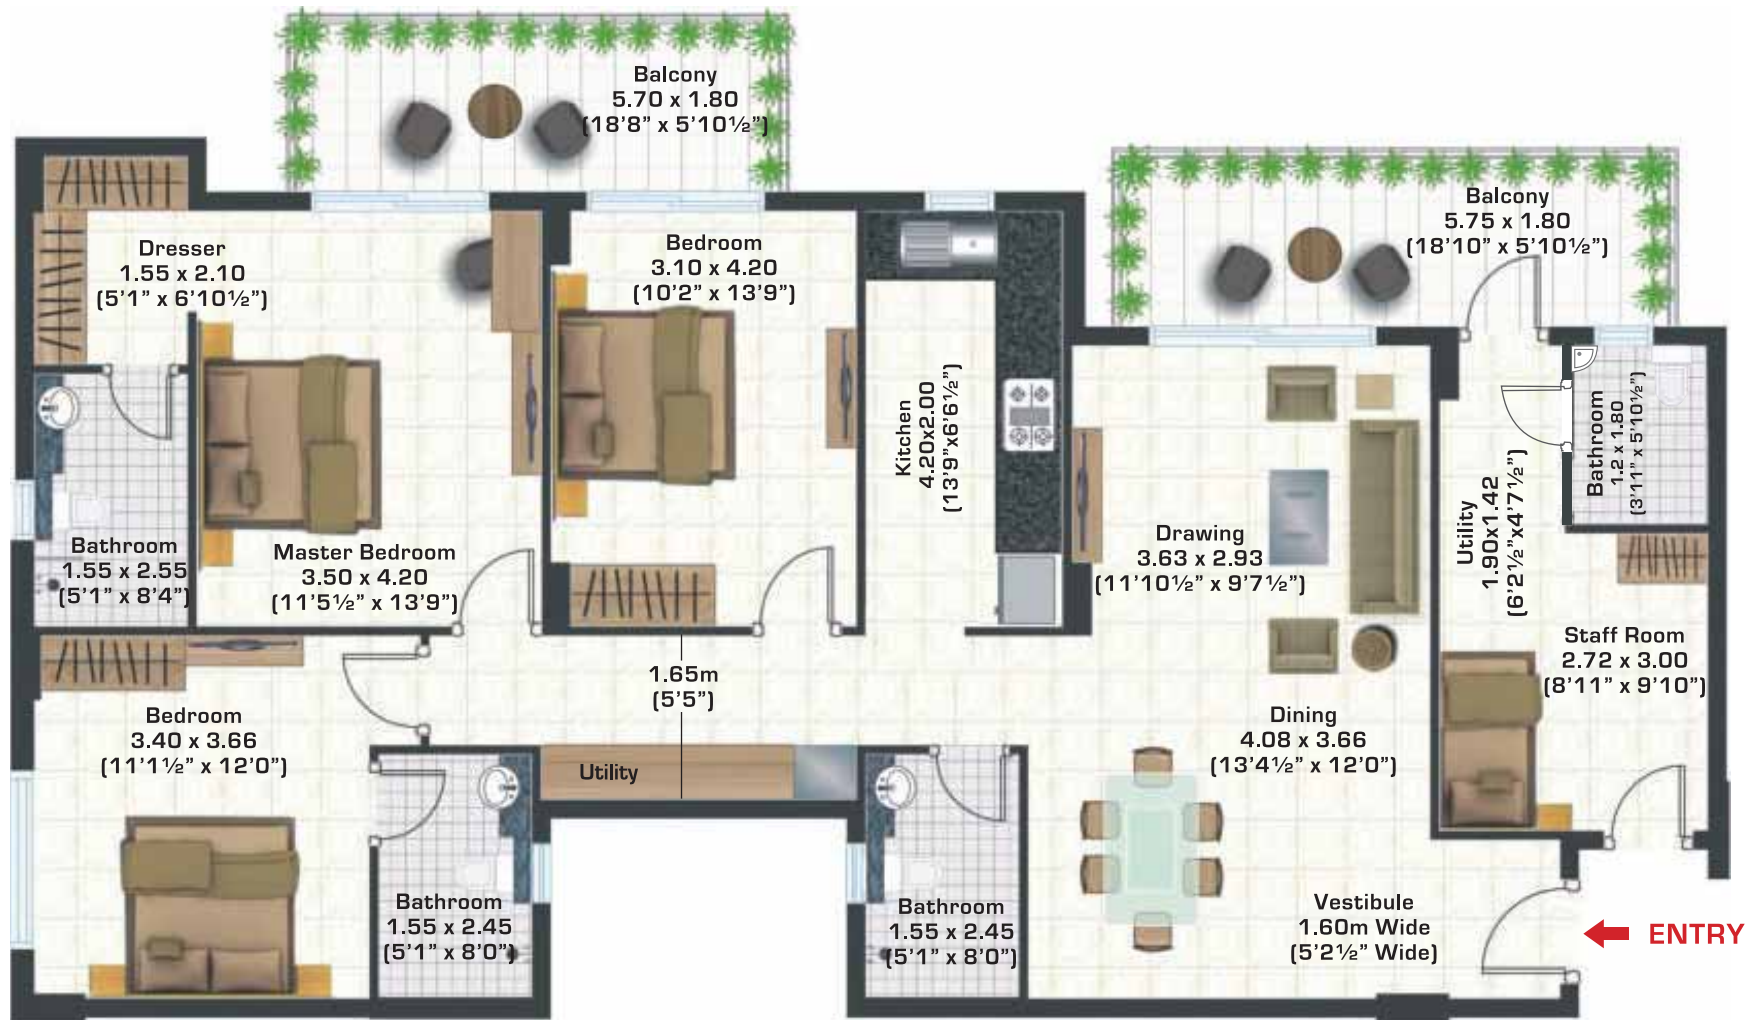 Balcony
5.70 x 1.80
(18'8" x 5'10½")
Balcony
5.75 x 1.80
(18'10" x 5'10½")
Dresser
1.55 x 2.10
(5'1" x 6'10½")
Bedroom
3.10 x 4.20
(10'2" x 13'9")
Kitchen
4.20x2.00
(13'9"x6'6½")
Bathroom
1.2 x 1.80
(3'11" x 5'10½")
Utility
1.90x1.42
(6'2½"x4'7½")
Drawing
3.63 x 2.93
(11'10½" x 9'7½")
Bathroom
1.55 x 2.55
(5'1" x 8'4")
Master Bedroom
3.50 x 4.20
(11'5½" x 13'9")
Staff Room
2.72 x 3.00
(8'11" x 9'10")
1.65m
(5'5")
Bedroom
3.40 x 3.66
(11'1½" x 12'0")
Dining
4.08 x 3.66
(13'4½" x 12'0")
Utility
Bathroom
1.55 x 2.45
(5'1" x 8'0")
Bathroom
1.55 x 2.45
(5'1" x 8'0")
Vestibule
1.60m Wide
(5'2½" Wide)
ENTRY